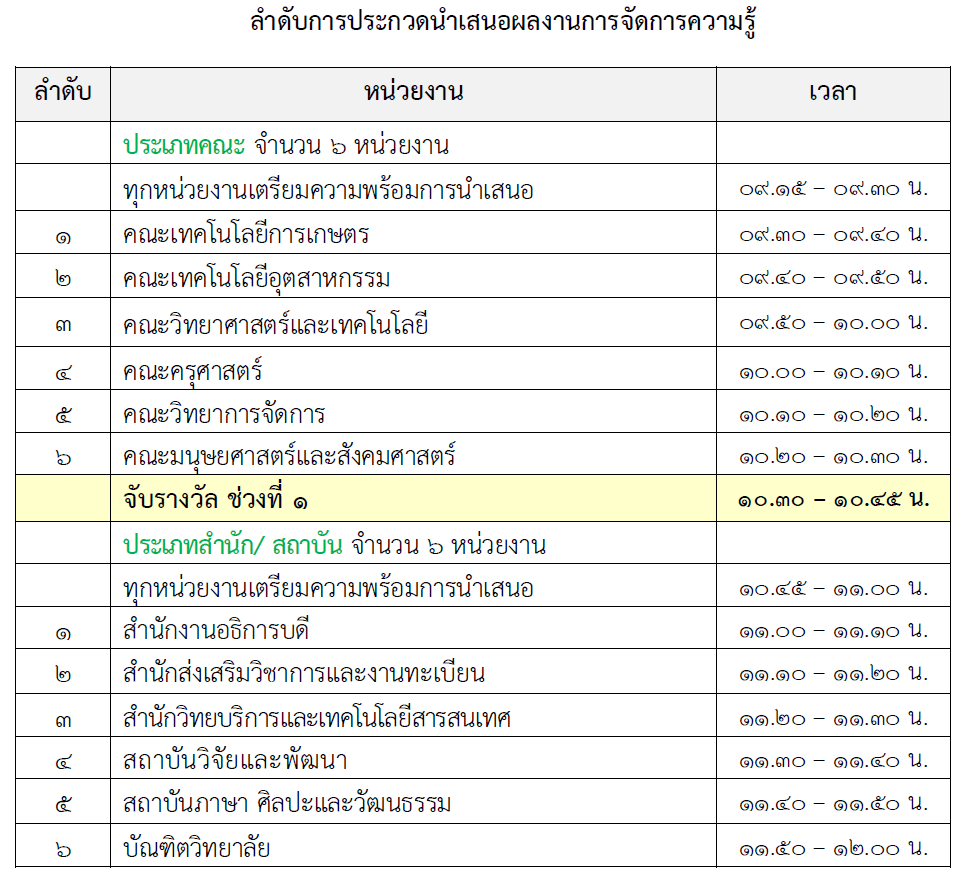 ลำดับการประกวดนำเสนอผลงานการจัดการความรู้
ลำดับ หน่วยงาน เวลา
ประเภทคณะ จำนวน ๖ หน่วยงาน
ทุกหน่วยงานเตรียมความพร้อมการนำเสนอ ๐๙.๑๕ – ๐๙.๓๐ น.
๑ คณะเทคโนโลยีการเกษตร ๐๙.๓๐ – ๐๙.๔๐ น.
๒ คณะเทคโนโลยีอุตสาหกรรม ๐๙.๔๐ – ๐๙.๕๐ น.
๓ คณะวิทยาศาสตร์และเทคโนโลยี ๐๙.๕๐ – ๑๐.๐๐ น.
๔ คณะครุศาสตร์ ๑๐.๐๐ – ๑๐.๑๐ น.
๕ คณะวิทยาการจัดการ ๑๐.๑๐ – ๑๐.๒๐ น.
๖ คณะมนุษยศาสตร์และสังคมศาสตร์ ๑๐.๒๐ – ๑๐.๓๐ น.
จับรางวัล ช่วงที่ ๑ ๑๐.๓๐ – ๑๐.๔๕ น.
ประเภทสำนัก/ สถาบัน จำนวน ๖ หน่วยงาน
ทุกหน่วยงานเตรียมความพร้อมการนำเสนอ ๑๐.๔๕ – ๑๑.๐๐ น.
๑ สำนักงานอธิการบดี ๑๑.๐๐ – ๑๑.๑๐ น.
๒ สำนักส่งเสริมวิชาการและงานทะเบียน ๑๑.๑๐ – ๑๑.๒๐ น.
๓ สำนักวิทยบริการและเทคโนโลยีสารสนเทศ ๑๑.๒๐ – ๑๑.๓๐ น.
๔ สถาบันวิจัยและพัฒนา ๑๑.๓๐ – ๑๑.๔๐ น.
๕ สถาบันภาษา ศิลปะและวัฒนธรรม ๑๑.๔๐ – ๑๑.๕๐ น.
๖ บัณฑิตวิทยาลัย ๑๑.๕๐ – ๑๒.๐๐ น.